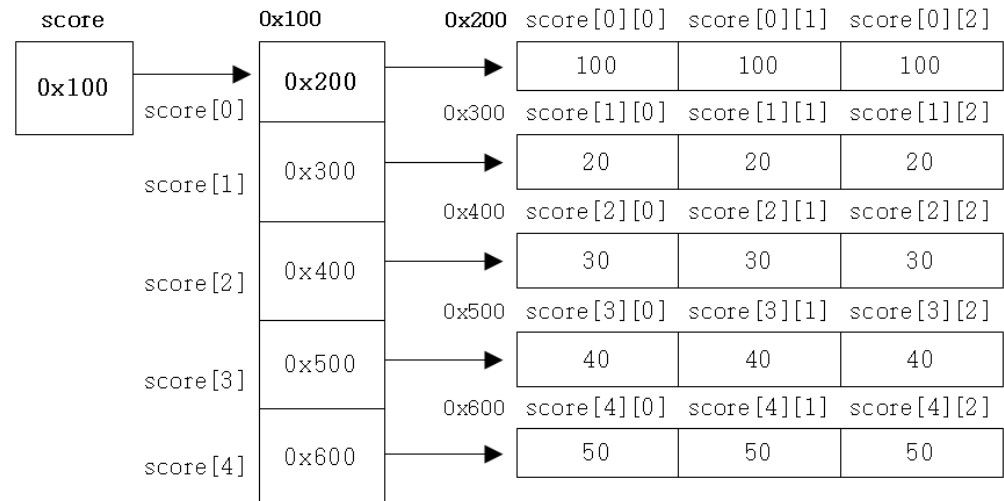 score 0x100 0x200 score[0][0] score[0][1] score[0][2]
0x100 0x200 100 100 100
score[0] 0x300 score[1][0] score[1][1] score[1][2]
score[1] 0x300 20 20 20
0x400 score[2][0] score[2][1] score[2][2]
score[2] 0x400 30 30 30
0x500 score[3][0] score[3][1] score[3][2]
score[3] 0x500 40 40 40
0x600 score[4][0] score[4][1] score[4][2]
score[4] 0x600 50 50 50